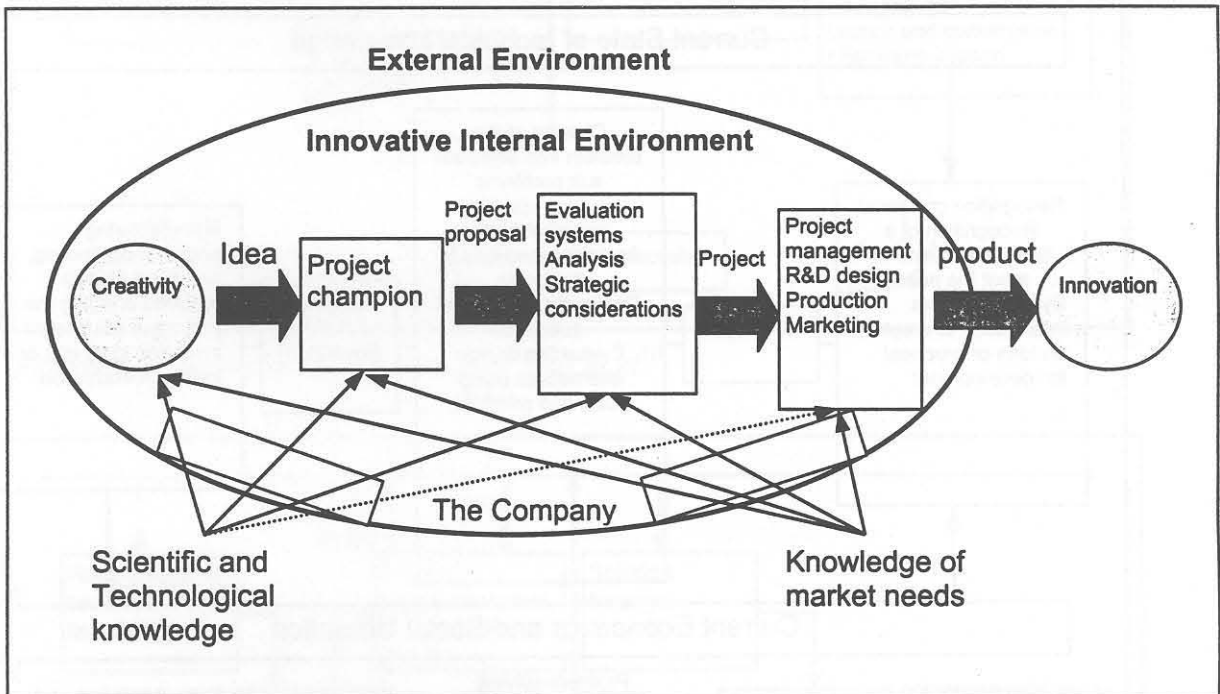 External Environment
Innovative Internal Environment
Creativity
Idea
Project
champion
Project
proposal
Evaluation
systems
Analysis
Strategic
considerations
Project
Project
management
R&D design
Production
Marketing
product
Innovation
The Company
Scientific and
Technological
knowledge
Knowledge of
market needs